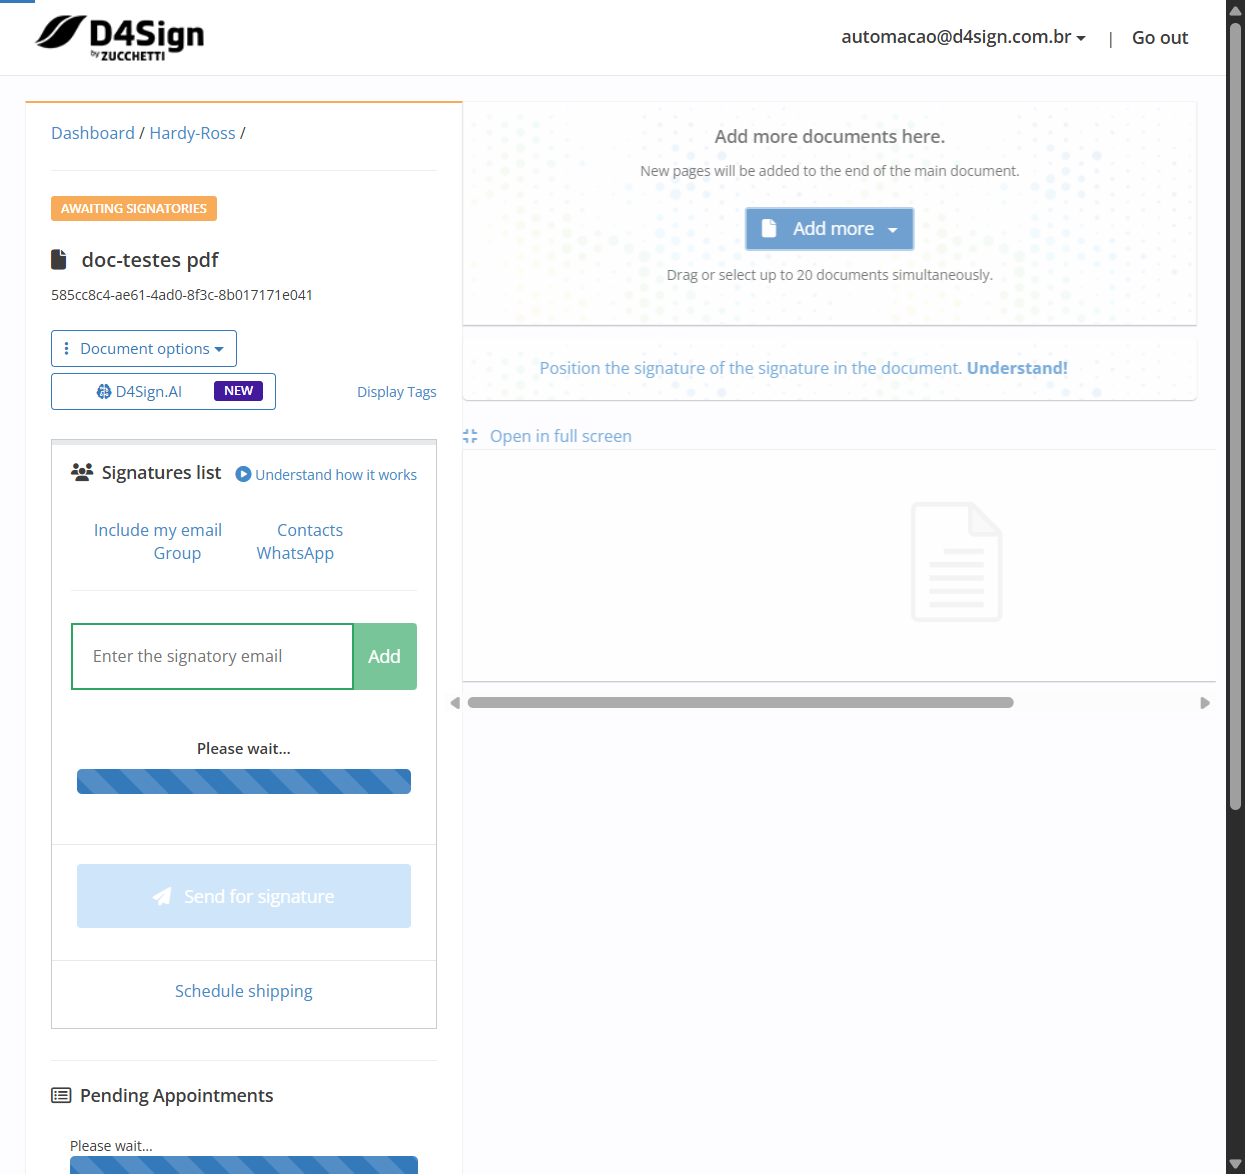 D4Sign
by ZUCCHETTI
automacao@d4sign.com.br
|
Go out
Dashboard / Hardy-Ross /
AWAITING SIGNATORIES
doc-testes pdf
585cc8c4-ae61-4ad0-8f3c-8b017171e041
Document options
D4Sign.AI NEW
Display Tags
Signatures list
Understand how it works
Include my email
Contacts
Group
WhatsApp
Enter the signatory email
Add
Please wait...
Send for signature
Schedule shipping
Pending Appointments
Please wait...
Add more documents here.
New pages will be added to the end of the main document.
Add more
Drag or select up to 20 documents simultaneously.
Position the signature of the signature in the document. Understand!
Open in full screen